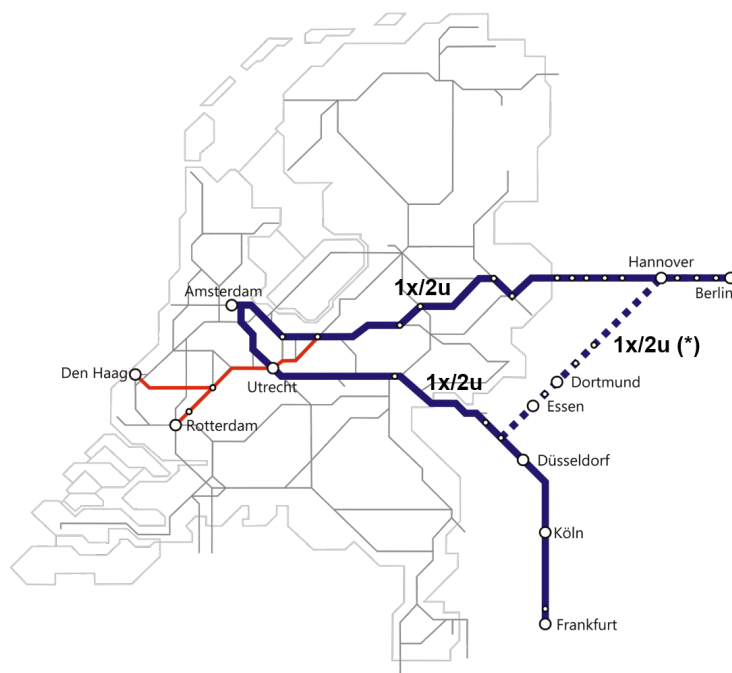 Hannover
Berlin
1x/2u
Amsterdam
1x/2u (*)
Den Haag
Utrecht
1x/2u
Dortmund
Essen
Rotterdam
Düsseldorf
Köln
Frankfurt